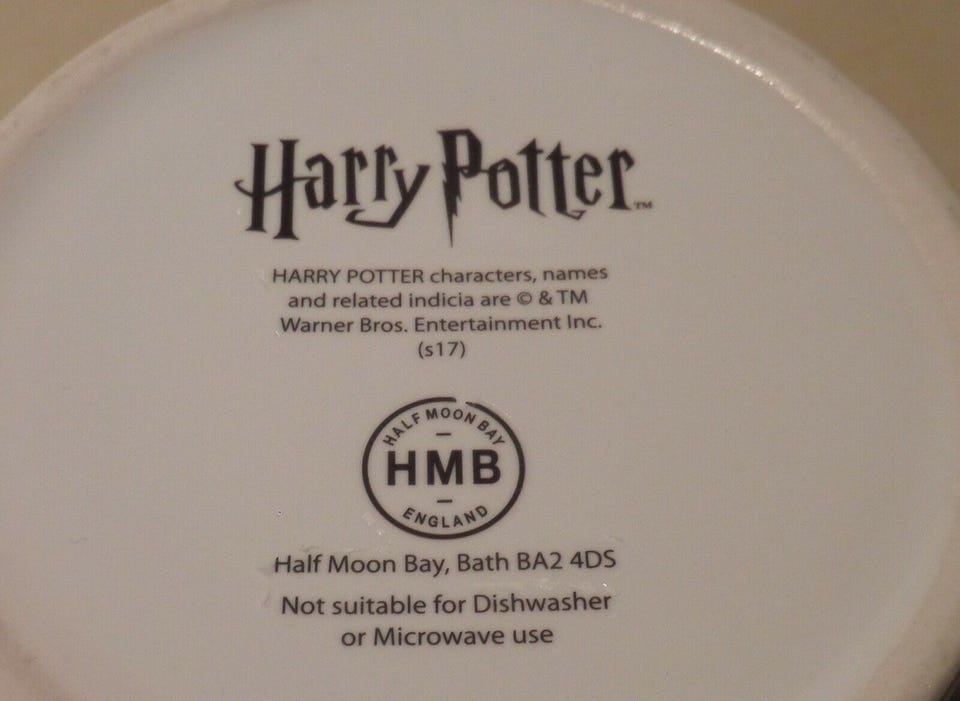 Harry Potter™
HARRY POTTER characters, names
and related indicia are © & TM
Warner Bros. Entertainment Inc.
(s17)
HALF MOON BAY
HMB
ENGLAND
Half Moon Bay, Bath BA2 4DS
Not suitable for Dishwasher
or Microwave use